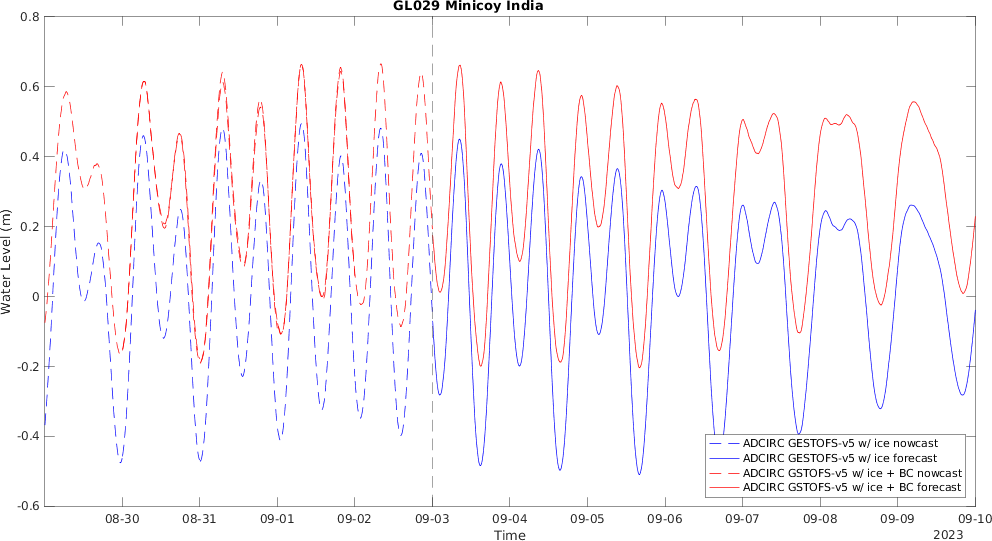 GL029 Minicoy India
0.8
0.6
0.4
0.2
0
-0.2
-0.4
-0.6
Water Level (m)
ADCIRC GESTOFS-v5 w/ ice nowcast
ADCIRC GESTOFS-v5 w/ ice forecast
ADCIRC GSTOFS-v5 w/ ice + BC nowcast
ADCIRC GSTOFS-v5 w/ ice + BC forecast
08-30 08-31 09-01 09-02 09-03 09-04 09-05 09-06 09-07 09-08 09-09 09-10
2023
Time